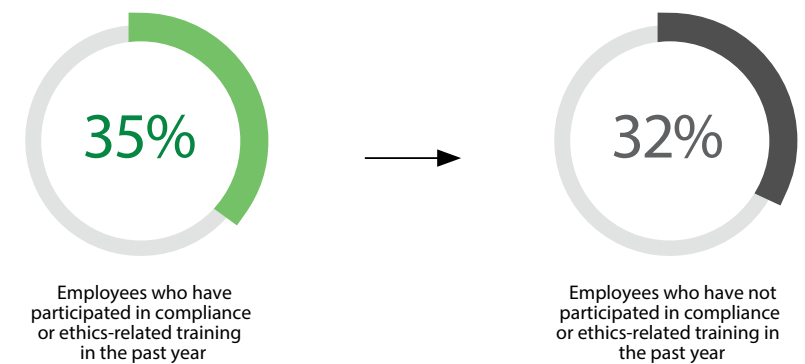 35%
Employees who have
participated in compliance
or ethics-related training
in the past year
32%
Employees who have not
participated in compliance
or ethics-related training in
the past year